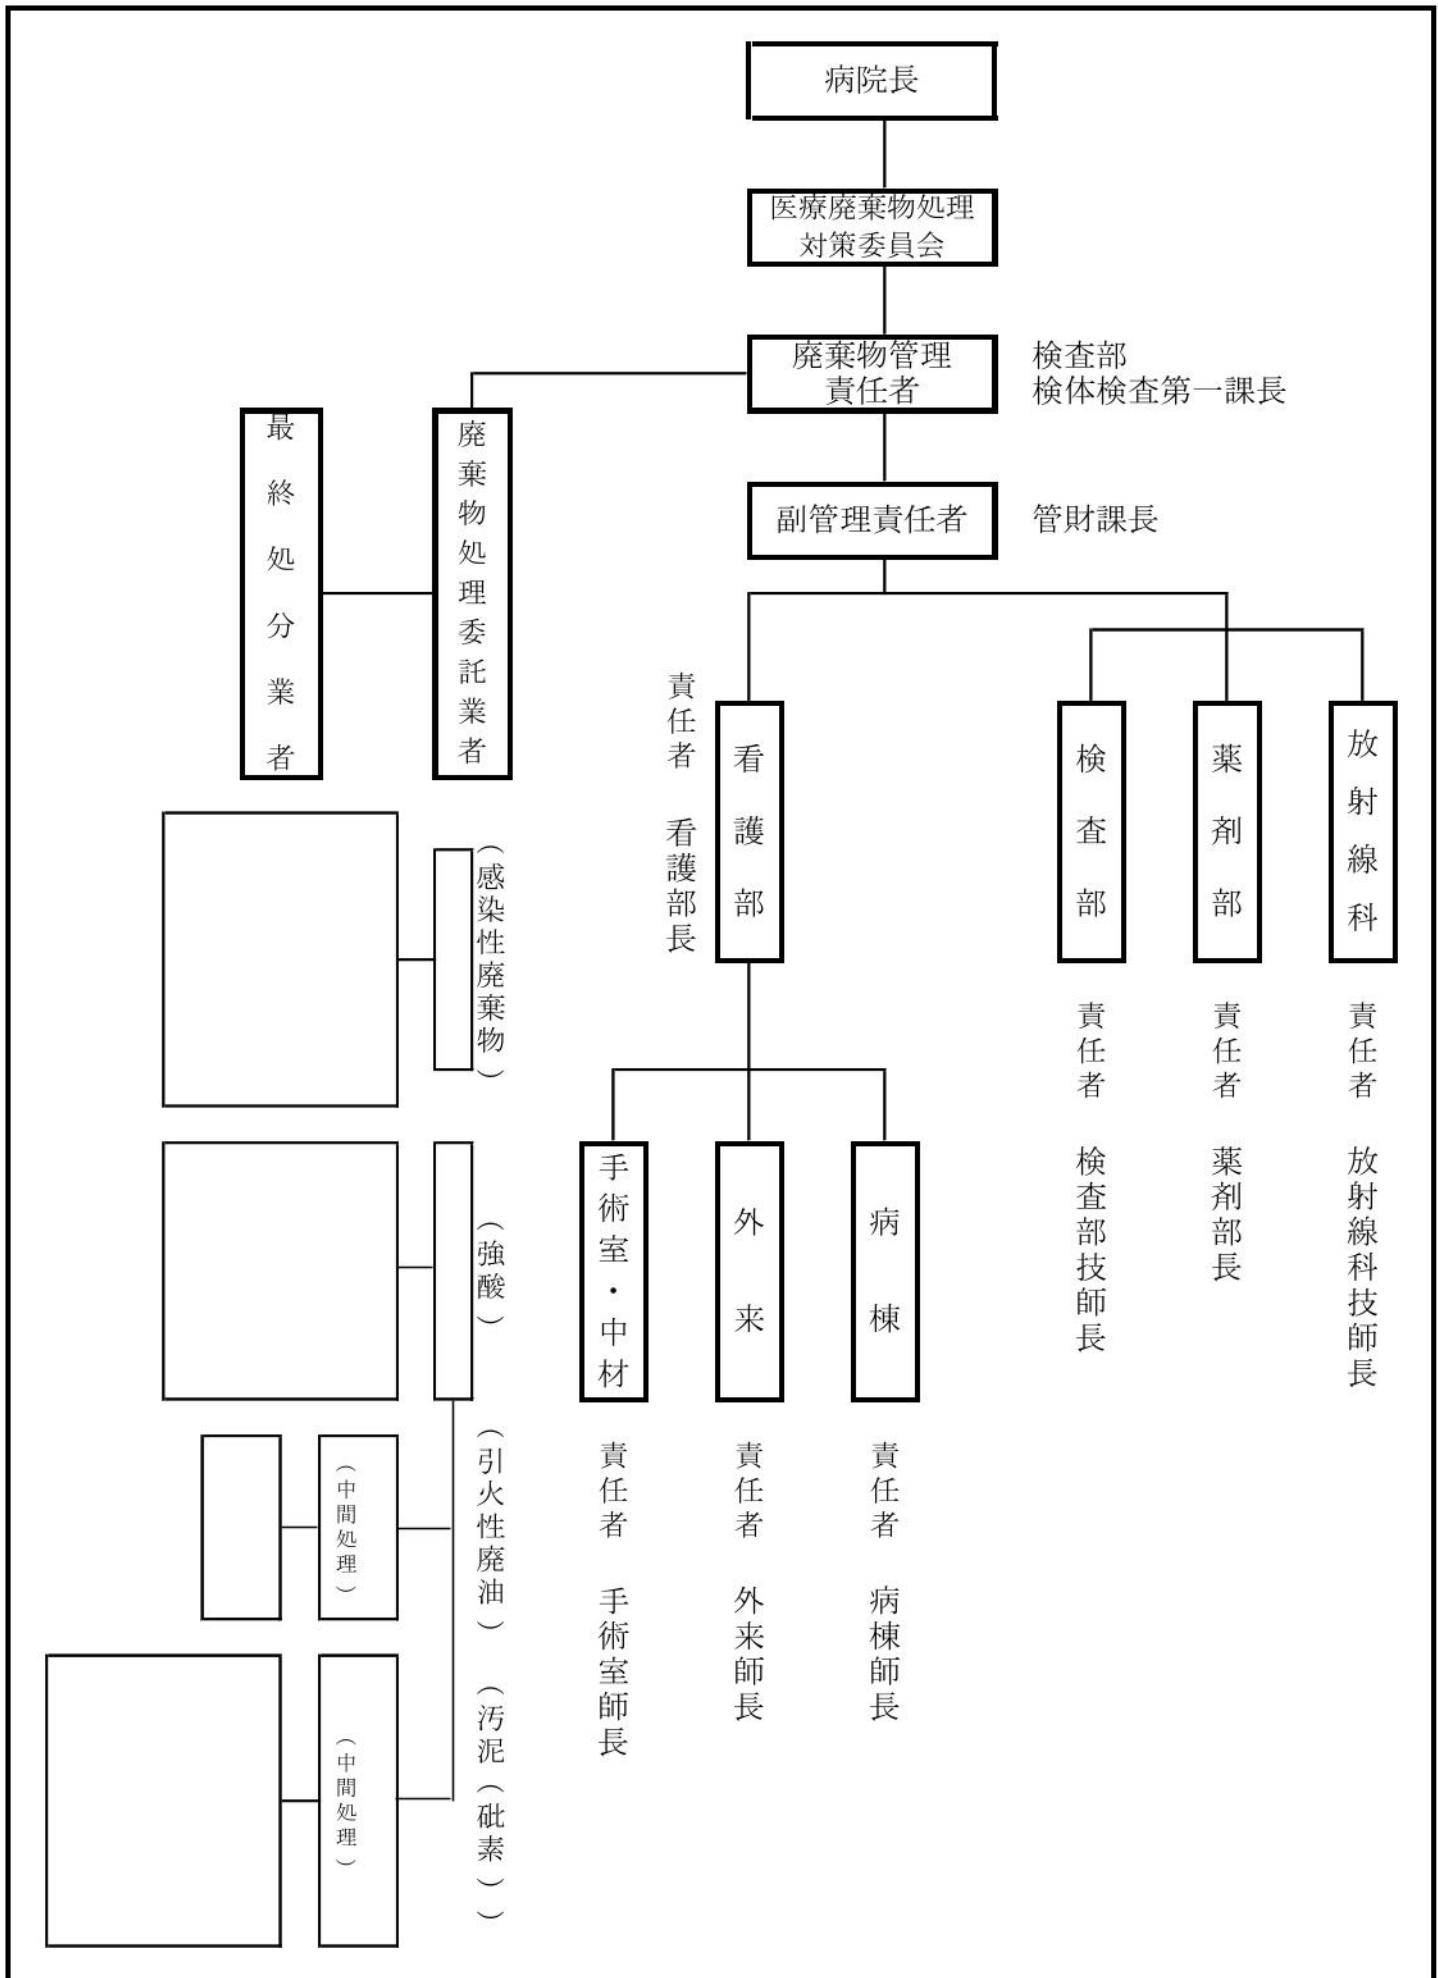 病院長
医療廃棄物処理
対策委員会
廃棄物管理
責任者
検査部
検体検査第一課長
副管理責任者
管財課長
最終処分業者
廃棄物処理委託業者
責任者 看護部長
看護部
検査部
薬剤部
放射線科
責任者 検査部技師長
責任者 薬剤部長
責任者 放射線科技師長
手術室・中材
外来
病棟
責任者 手術室師長
責任者 外来師長
責任者 病棟師長
（感染性廃棄物）
（強酸）
（引火性廃油）
（中間処理）
（汚泥（砒素））
（中間処理）